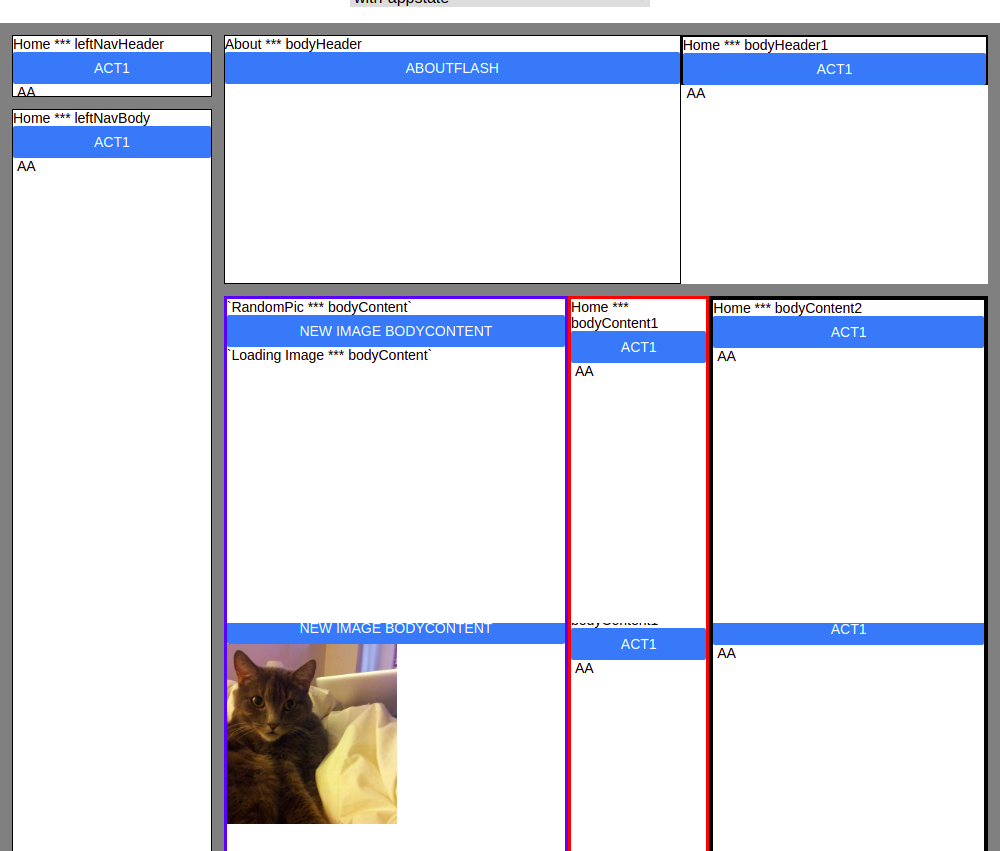 with appstate
Home *** leftNavHeader
ACT1
AA
Home *** leftNavBody
ACT1
AA
About *** bodyHeader
ABOUTFLASH
Home *** bodyHeader1
ACT1
AA
`RandomPic *** bodyContent`
NEW IMAGE BODYCONTENT
`Loading Image *** bodyContent`
Home ***
bodyContent1
ACT1
AA
Home *** bodyContent2
ACT1
AA
NEW IMAGE BODYCONTENT
bodyContent1
ACT1
AA
ACT1
AA